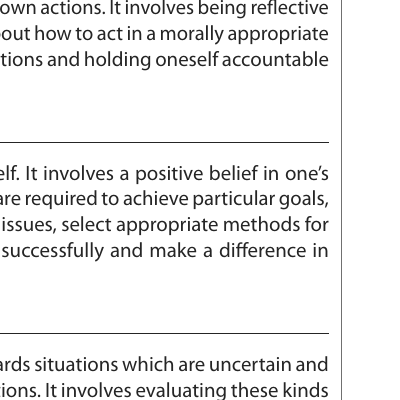 own actions. It involves being reflective
out how to act in a morally appropriate
tions and holding oneself accountable
elf. It involves a positive belief in one's
are required to achieve particular goals,
issues, select appropriate methods for
successfully and make a difference in
ards situations which are uncertain and
ions. It involves evaluating these kinds